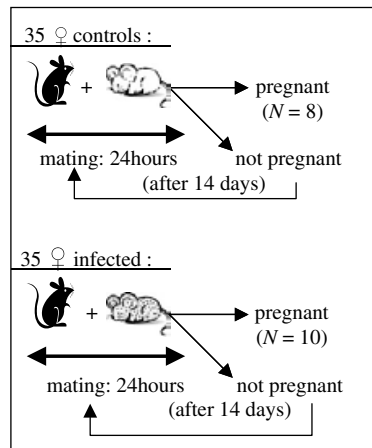 35 ♀ controls :
+
pregnant
(N = 8)
mating: 24hours
not pregnant
(after 14 days)
35 ♀ infected :
+
pregnant
(N = 10)
mating: 24hours
not pregnant
(after 14 days)